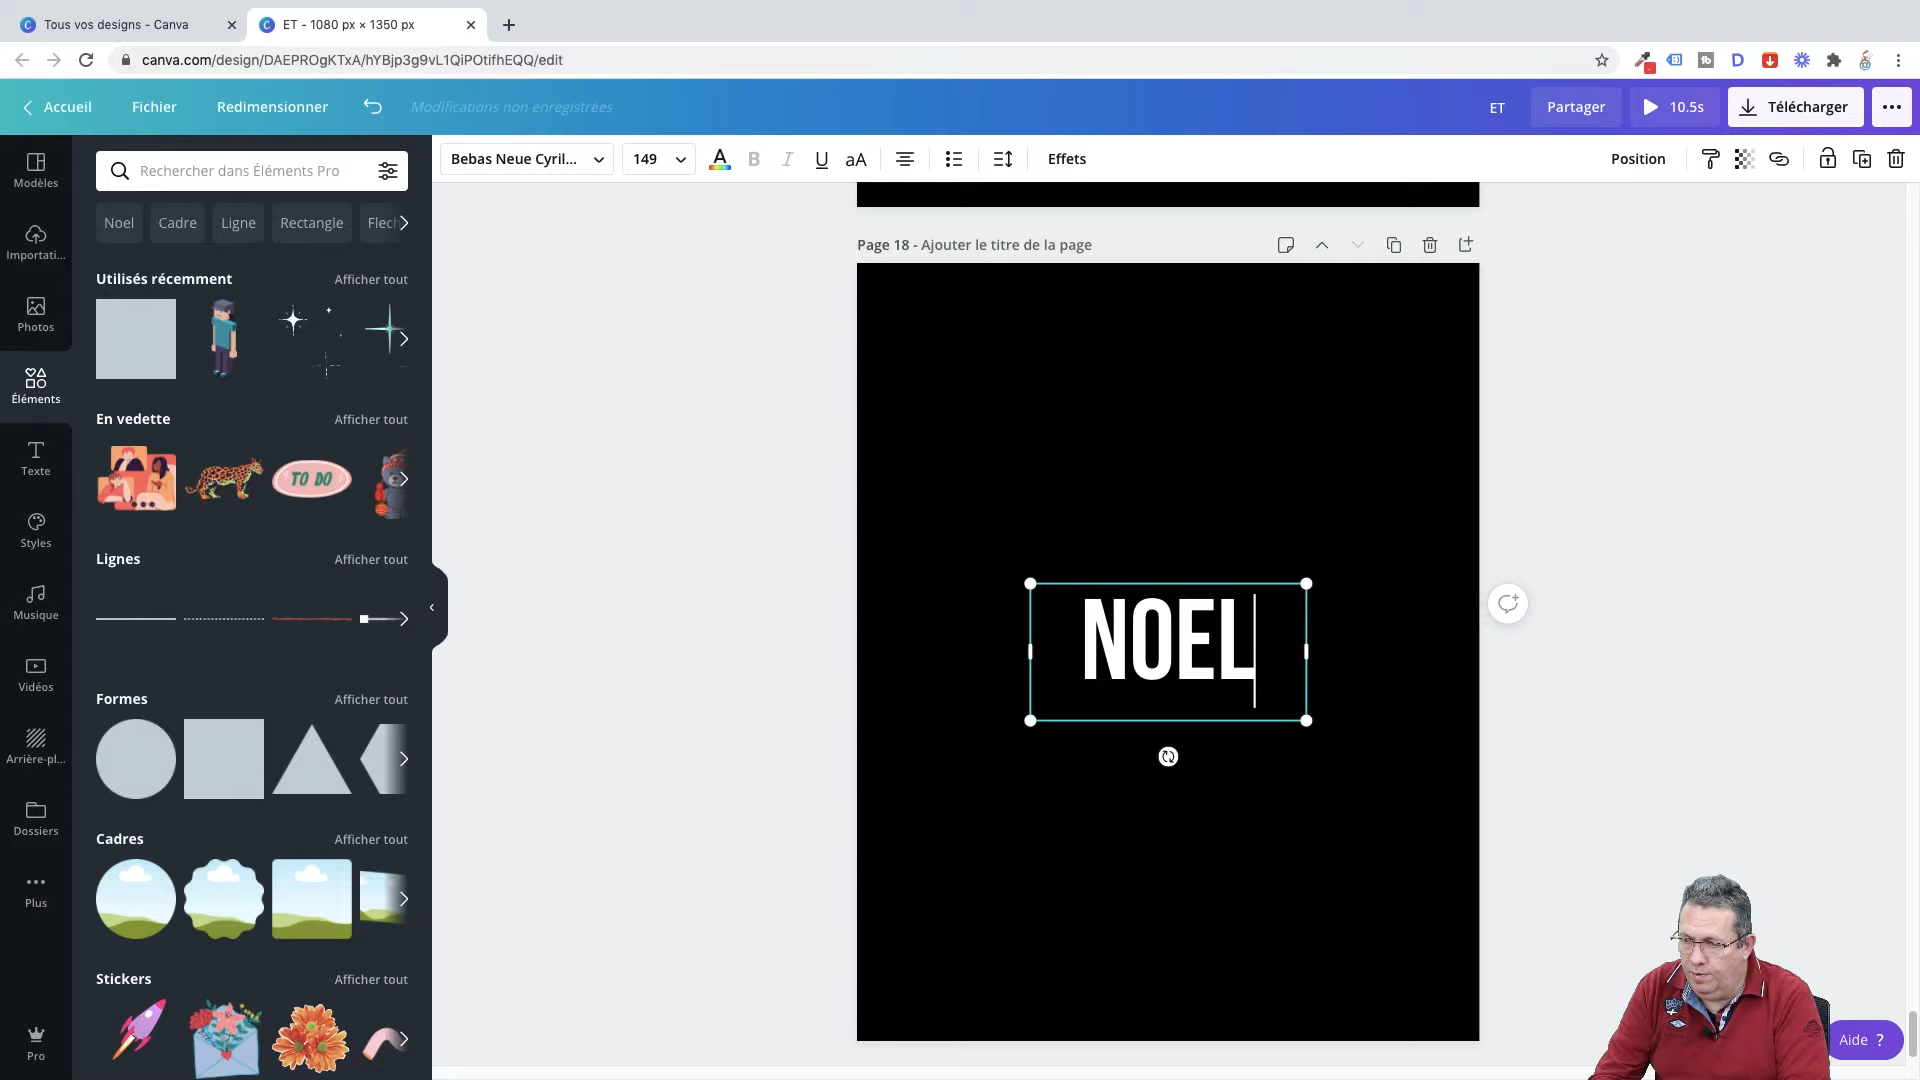 Tous vos designs - Canva
ET - 1080 px × 1350 px
canva.com/design/DAEPROgKTxA/hYBjp3g9vL1QiPOtifhEQQ/edit
Accueil
Fichier
Redimensionner
Modifications non enregistrées
ET
Partager
10.5s
Télécharger
Modèles
Importati...
Photos
Éléments
Texte
Styles
Musique
Vidéos
Arrière-pl...
Dossiers
Plus
Pro
Rechercher dans Éléments Pro
Noel
Cadre
Ligne
Rectangle
Flech
Utilisés récemment
Afficher tout
En vedette
Afficher tout
TO DO
Lignes
Afficher tout
Formes
Afficher tout
Cadres
Afficher tout
Stickers
Afficher tout
Bebas Neue Cyril...
149
A
B
I
U
aA
Effets
Position
Page 18 - Ajouter le titre de la page
NOEL
Aide ?